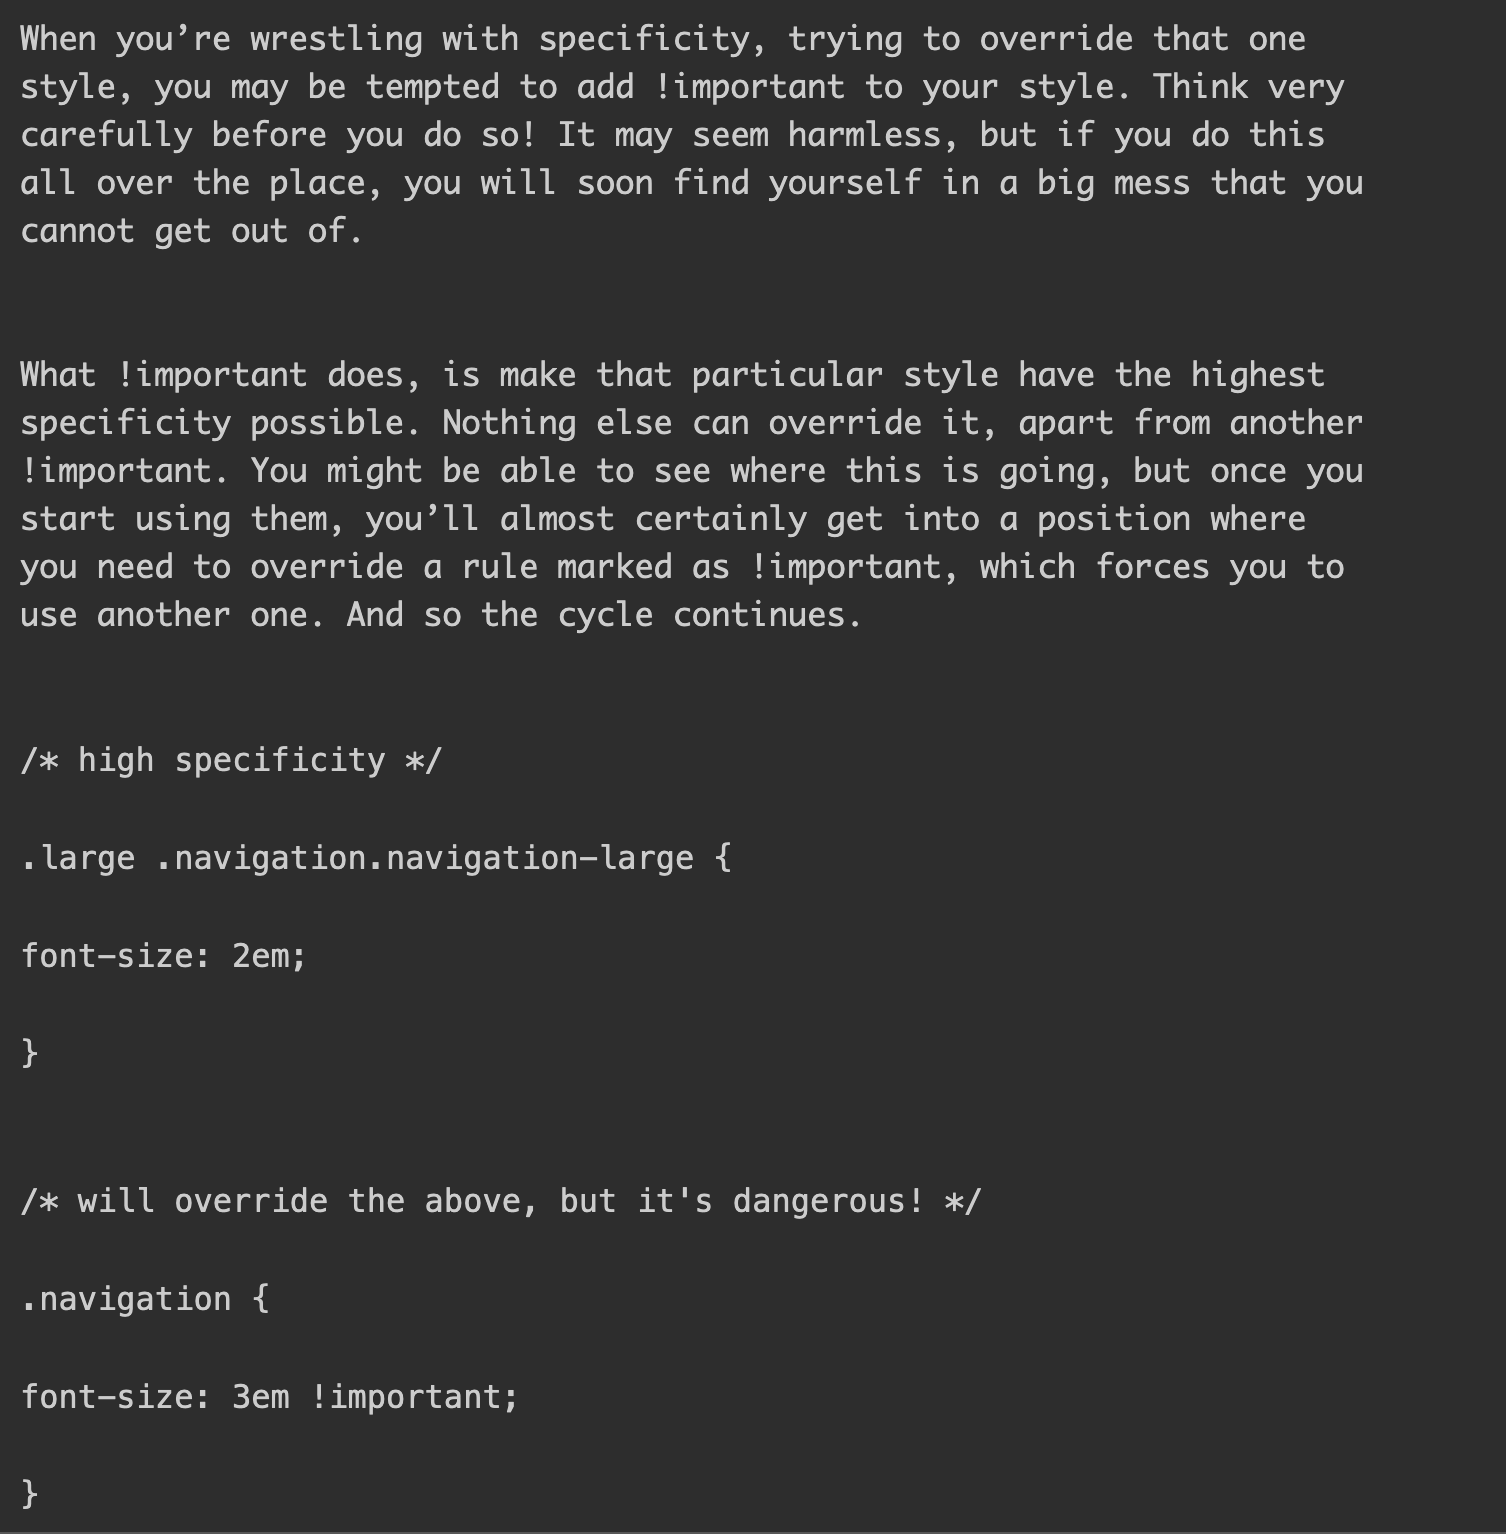 When you’re wrestling with specificity, trying to override that one
style, you may be tempted to add !important to your style. Think very
carefully before you do so! It may seem harmless, but if you do this
all over the place, you will soon find yourself in a big mess that you
cannot get out of.
What !important does, is make that particular style have the highest
specificity possible. Nothing else can override it, apart from another
!important. You might be able to see where this is going, but once you
start using them, you’ll almost certainly get into a position where
you need to override a rule marked as !important, which forces you to
use another one. And so the cycle continues.
/* high specificity */
.large .navigation.navigation-large {
font-size: 2em;
}
/* will override the above, but it's dangerous! */
.navigation {
font-size: 3em !important;
}